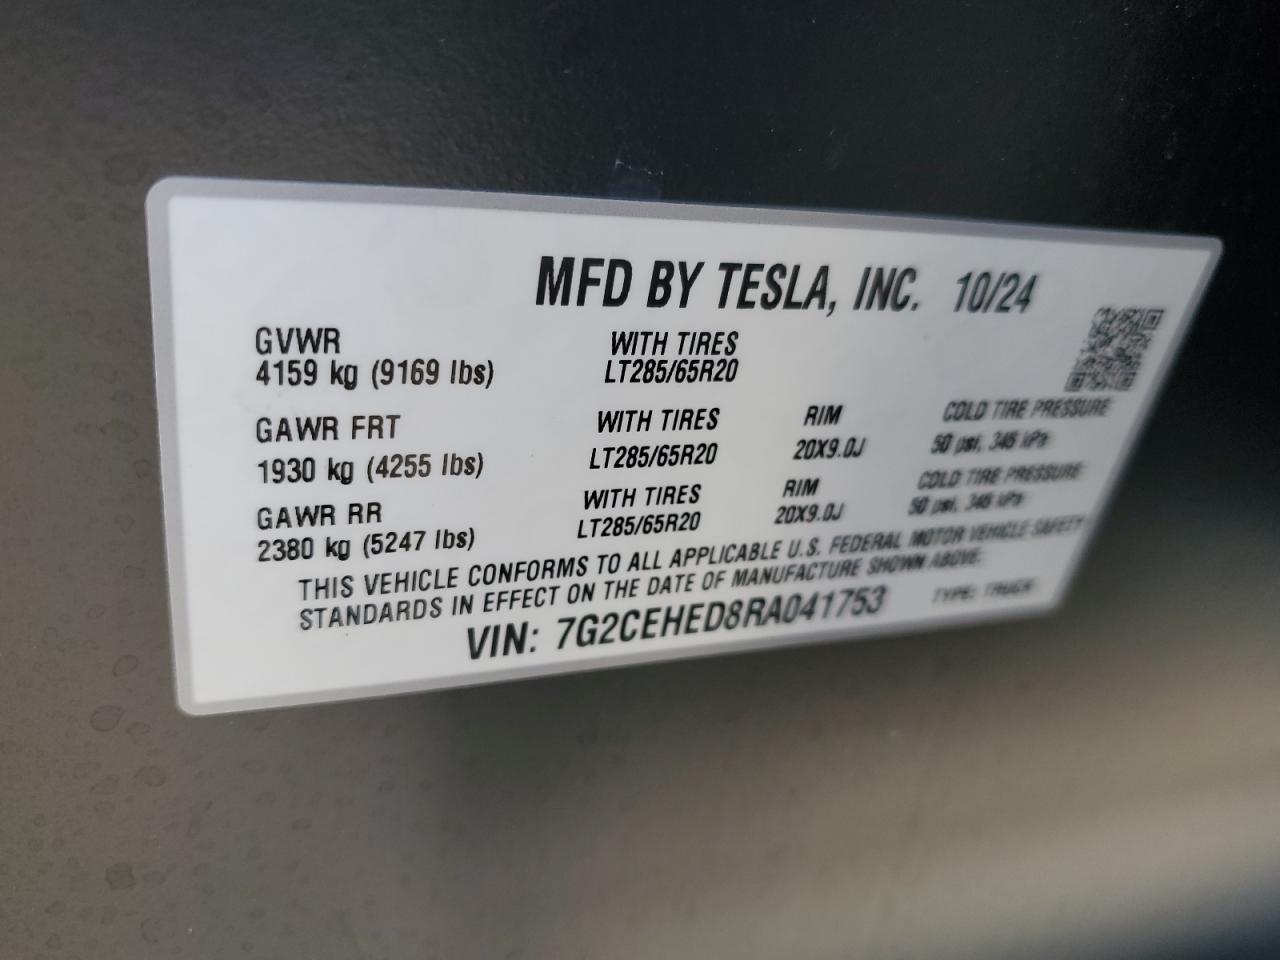 MFD BY TESLA, INC. 10/24
GVWR WITH TIRES
4159 kg (9169 lbs) LT285/65R20
GAWR FRT WITH TIRES RIM COLD TIRE PRESSURE
1930 kg (4255 lbs) LT285/65R20 20X9.0J 50 psi, 345 kPa
GAWR RR WITH TIRES RIM COLD TIRE PRESSURE
2380 kg (5247 lbs) LT285/65R20 20X9.0J 50 psi, 345 kPa
THIS VEHICLE CONFORMS TO ALL APPLICABLE U.S. FEDERAL MOTOR VEHICLE SAFETY
STANDARDS IN EFFECT ON THE DATE OF MANUFACTURE SHOWN ABOVE.
VIN: 7G2CEHED8RA041753 TYPE: TRUCK